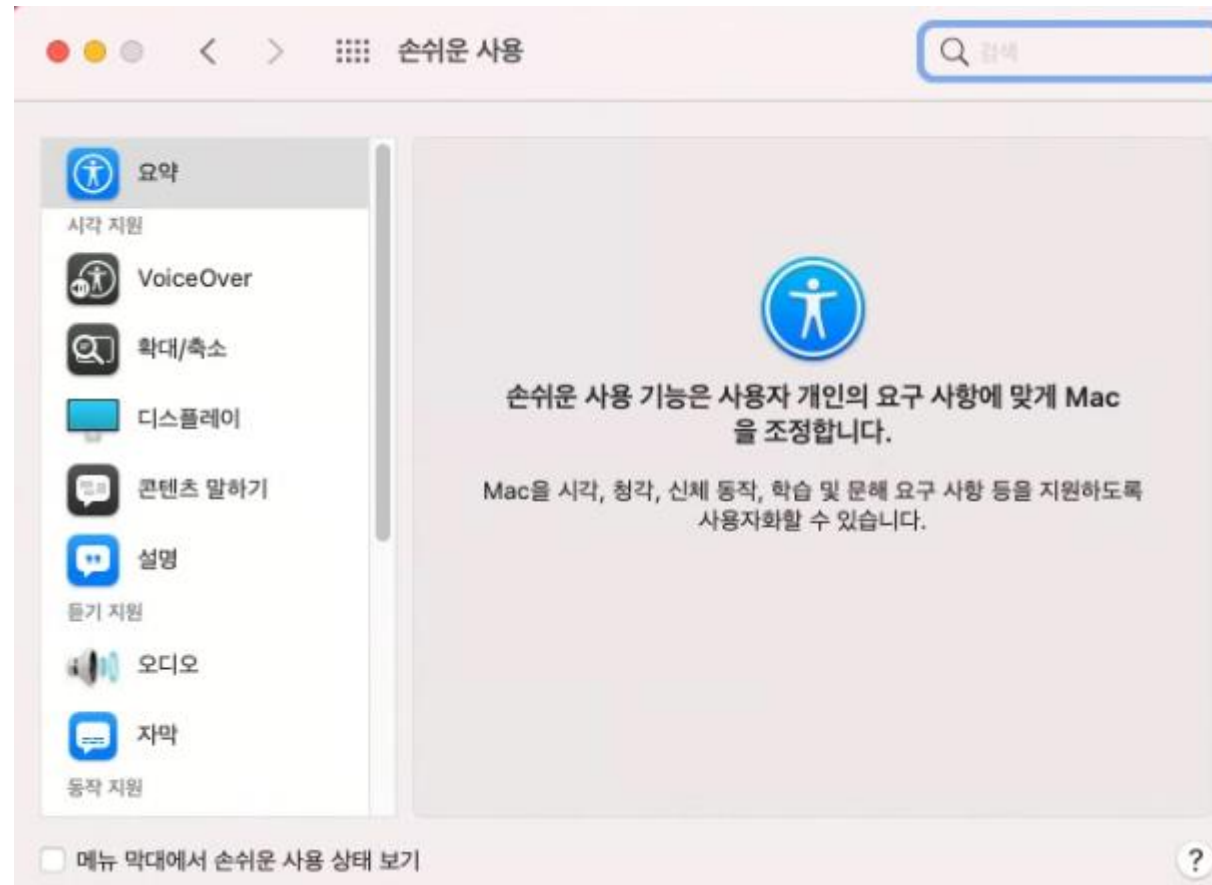 손쉬운 사용
검색
요약
시각 지원
VoiceOver
확대/축소
디스플레이
콘텐츠 말하기
설명
듣기 지원
오디오
자막
동작 지원
손쉬운 사용 기능은 사용자 개인의 요구 사항에 맞게 Mac
을 조정합니다.
Mac을 시각, 청각, 신체 동작, 학습 및 문해 요구 사항 등을 지원하도록
사용자화할 수 있습니다.
메뉴 막대에서 손쉬운 사용 상태 보기
?